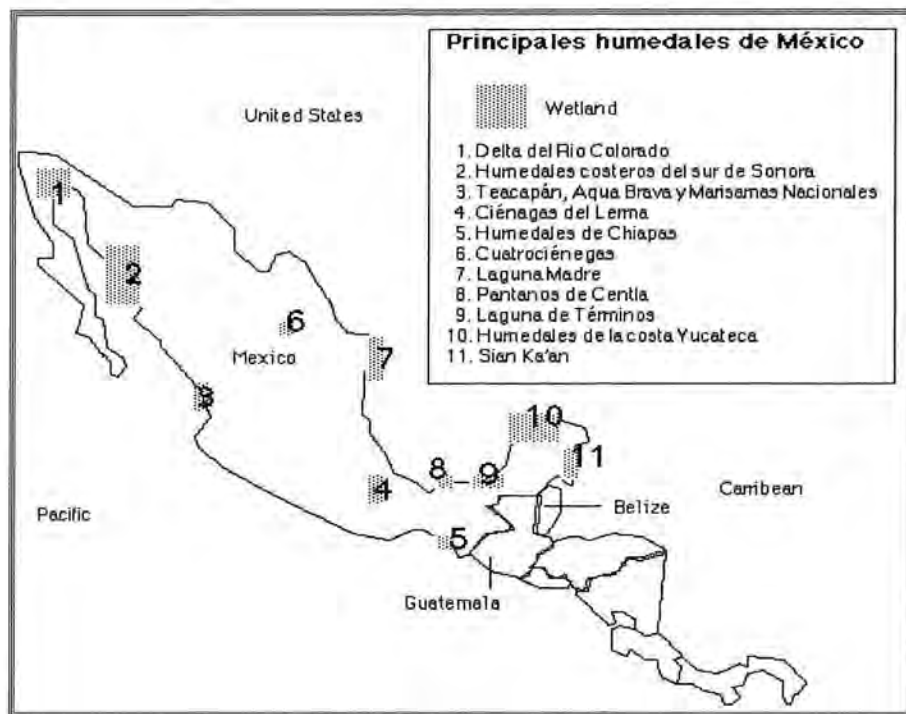 Principales humedales de México
Wetland
1. Delta del Rio Colorado
2. Humedales costeros del sur de Sonora
3. Teacapán, Aqua Brava y Marisamas Nacionales
4. Ciénagas del Lerma
5. Humedales de Chiapas
6. Cuatrociénegas
7. Laguna Madre
8. Pantanos de Centla
9. Laguna de Términos
10. Humedales de la costa Yucateca
11. Sian Ka'an
United States
1
2
6
Mexico
7
3
10
8
9
11
4
Carribean
Belize
Pacific
5
Guatemala